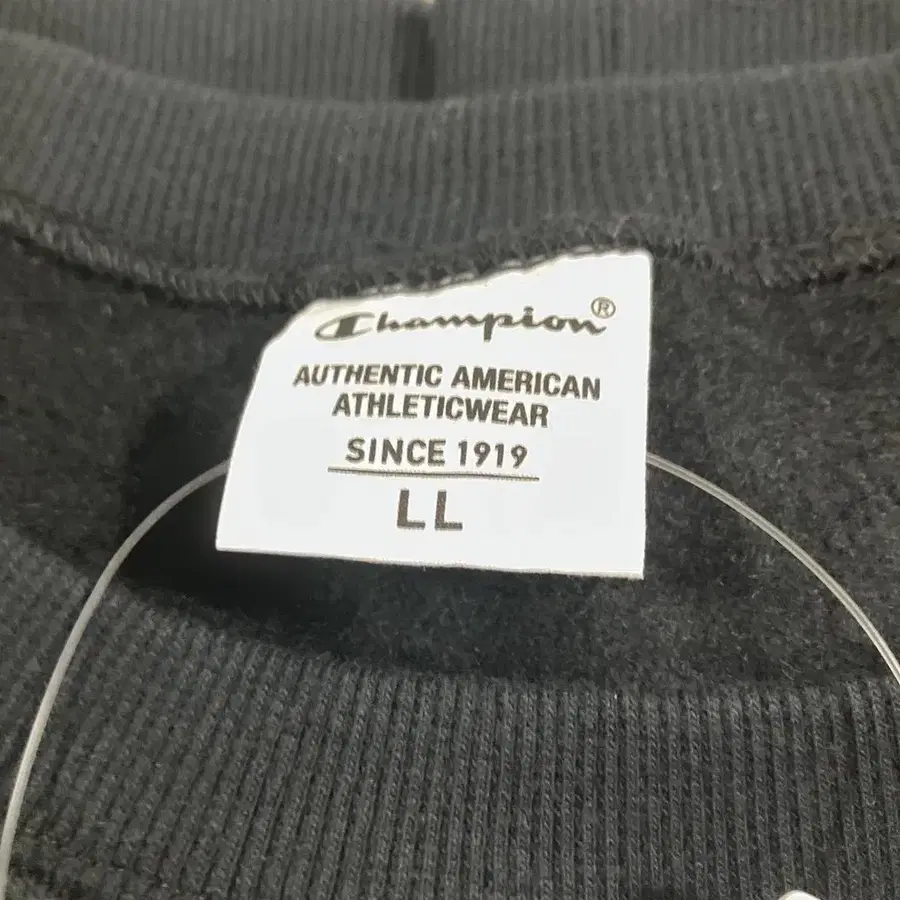 Champion®
AUTHENTIC AMERICAN
ATHLETICWEAR
SINCE 1919
LL